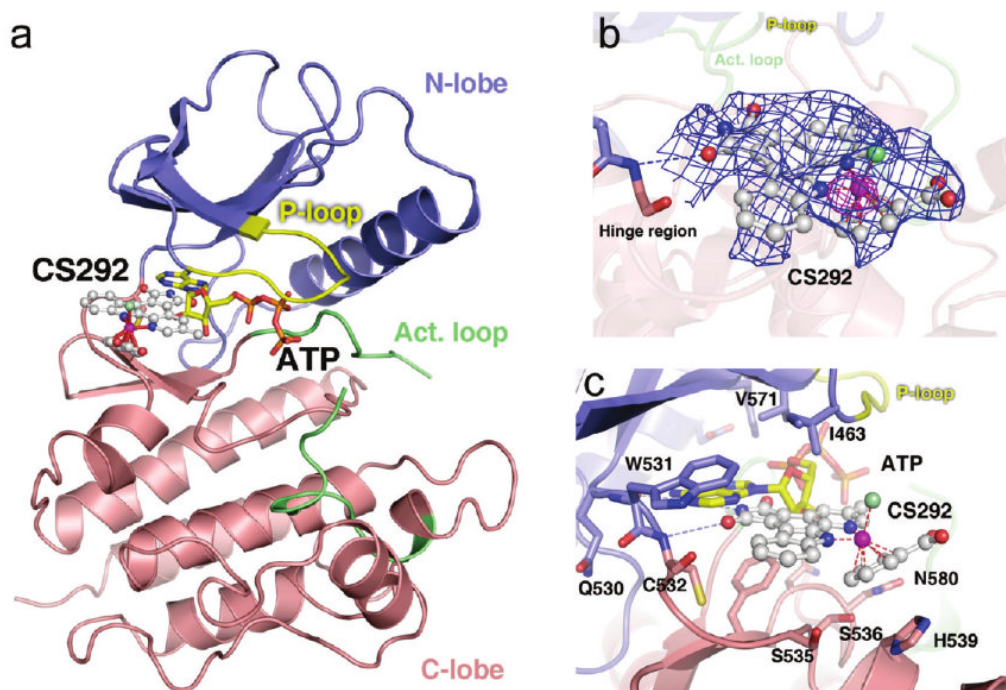 a
N-lobe
P-loop
CS292
Act. loop
ATP
C-lobe
b
P-loop
Act. loop
Hinge region
CS292
c
V571
P-loop
I463
W531
ATP
CS292
Q530
C532
N580
S536
H539
S535